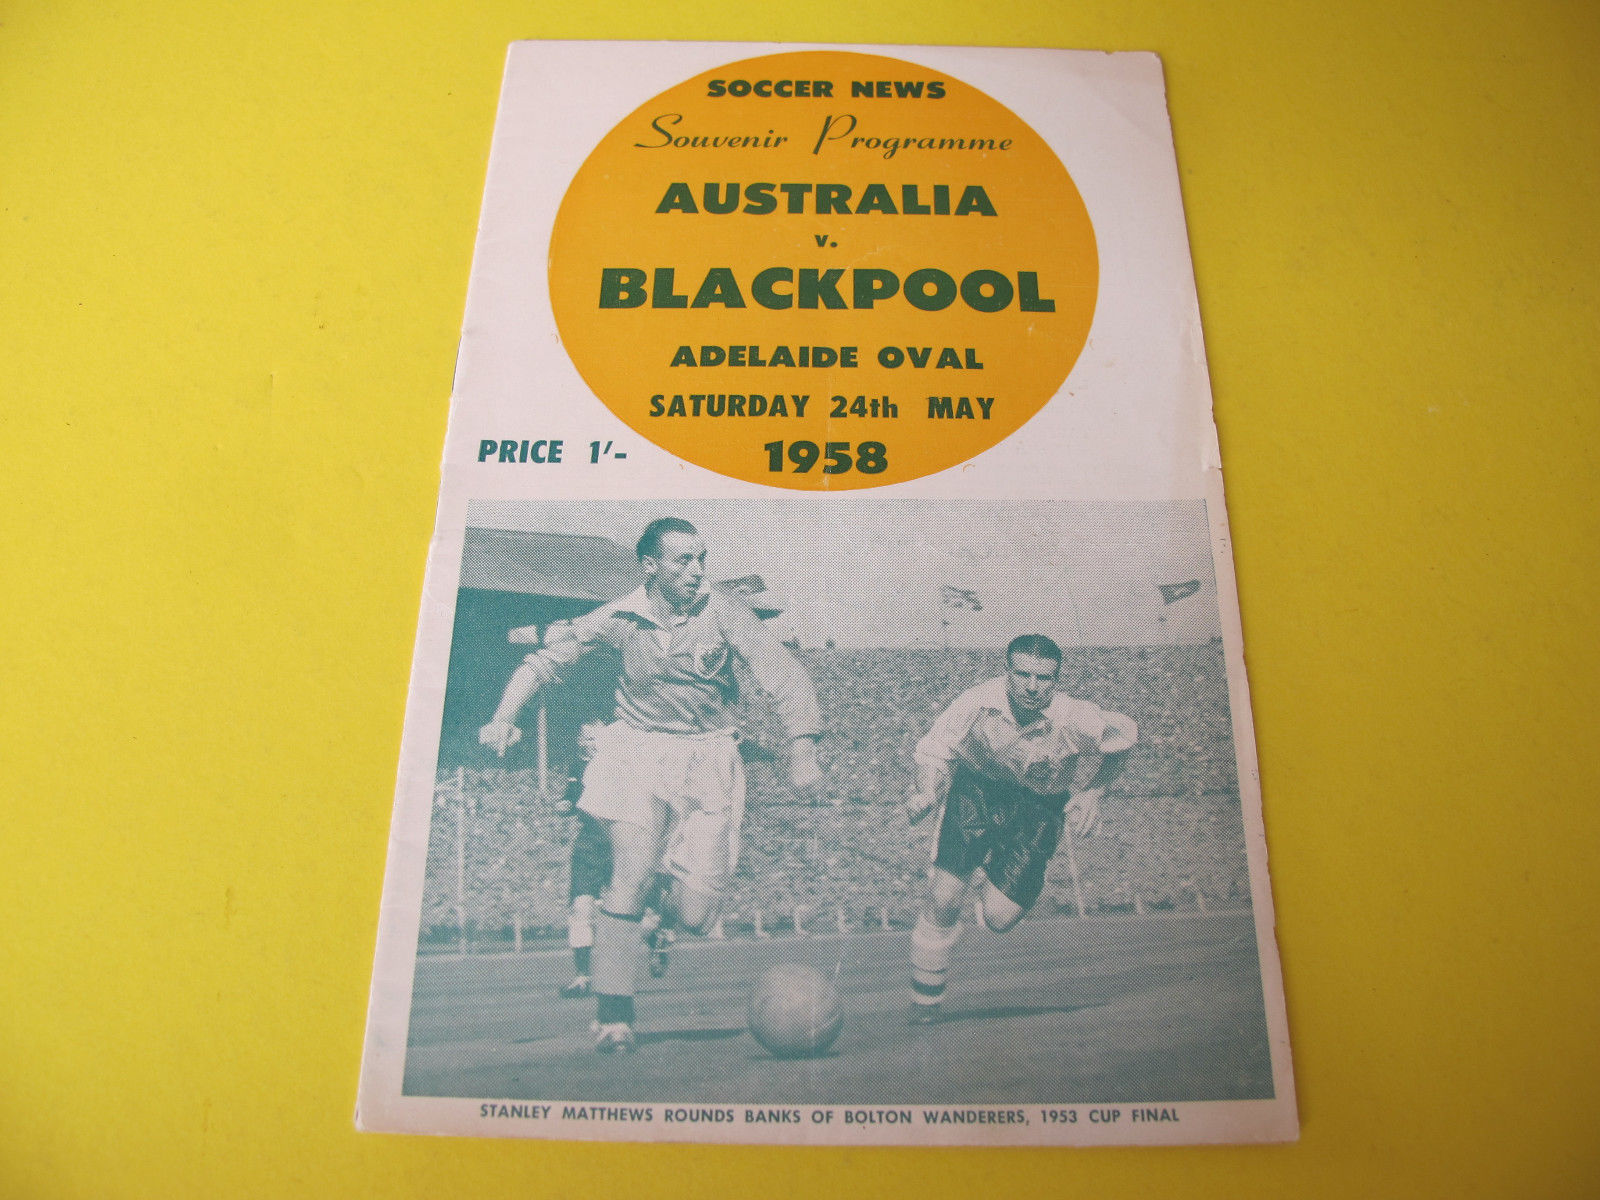 SOCCER NEWS
Souvenir Programme
AUSTRALIA
v.
BLACKPOOL
ADELAIDE OVAL
SATURDAY 24th MAY
1958
PRICE 1/-
STANLEY MATTHEWS ROUNDS BANKS OF BOLTON WANDERERS, 1953 CUP FINAL